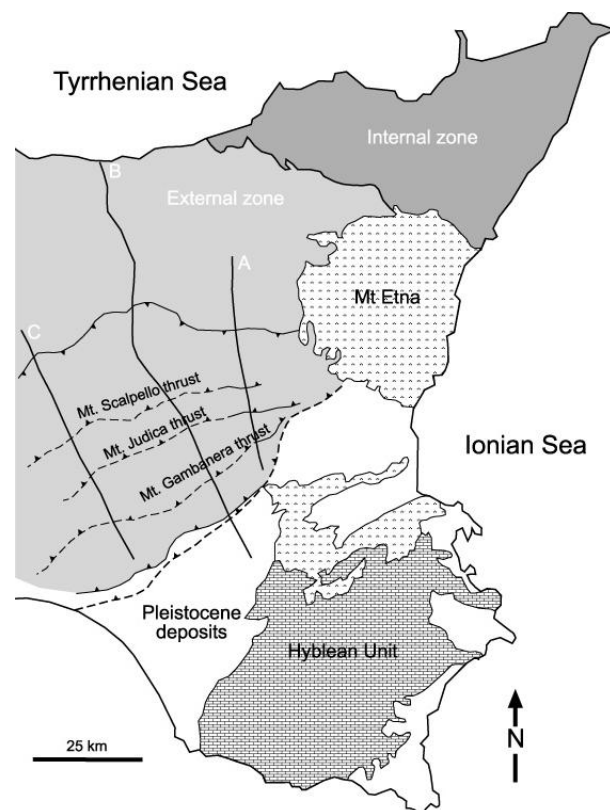 Tyrrhenian Sea
Internal zone
B
External zone
A
Mt Etna
C
Mt. Scalpello thrust
Mt. Judica thrust
Mt. Gambanera thrust
Ionian Sea
Pleistocene
deposits
Hyblean Unit
25 km
N